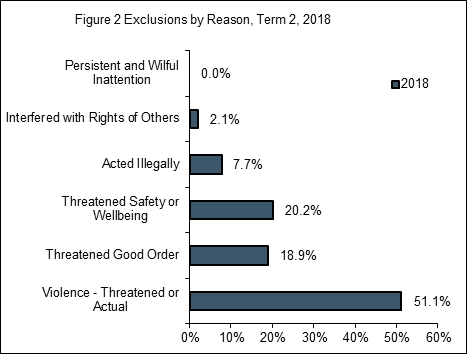 Figure 2 Exclusions by Reason, Term 2, 2018
Persistent and Wilful
Inattention
0.0%
2018
Interfered with Rights of Others
2.1%
Acted Illegally
7.7%
Threatened Safety or
Wellbeing
20.2%
Threatened Good Order
18.9%
Violence - Threatened or
Actual
51.1%
0% 10% 20% 30% 40% 50% 60%